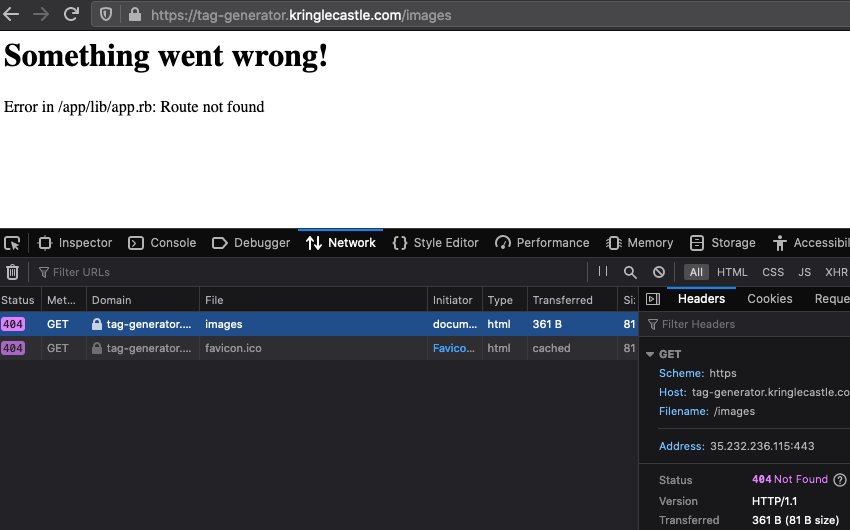 https://tag-generator.kringlecastle.com/images
Something went wrong!
Error in /app/lib/app.rb: Route not found
Inspector Console Debugger Network Style Editor Performance Memory Storage Accessibil
Filter URLs All HTML CSS JS XHR
Status Met... Domain File Initiator Type Transferred Si: Headers Cookies Reque
404 GET tag-generator.... images docum... html 361 B 81 Filter Headers
404 GET tag-generator.... favicon.ico Favico... html cached 81
GET
Scheme: https
Host: tag-generator.kringlecastle.co
Filename: /images
Address: 35.232.236.115:443
Status 404 Not Found ?
Version HTTP/1.1
Transferred 361 B (81 B size)